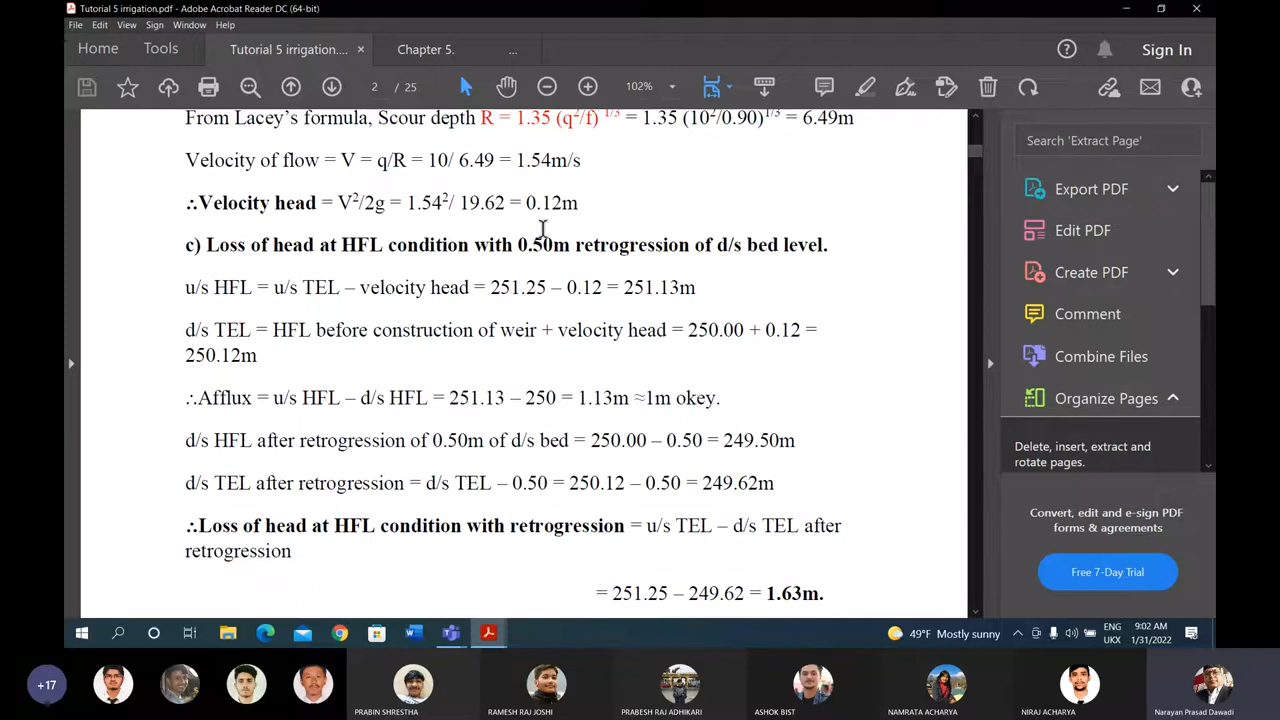 Tutorial 5 irrigation.pdf - Adobe Acrobat Reader DC (64-bit)
File Edit View Sign Window Help
Home Tools Tutorial 5 irrigation.... × Chapter 5. ... Sign In
2 / 25 102%
From Lacey's formula, Scour depth R = 1.35 (q²/f) ¹/³ = 1.35 (10²/0.90)¹/³ = 6.49m
Velocity of flow = V = q/R = 10/ 6.49 = 1.54m/s
∴Velocity head = V²/2g = 1.54²/ 19.62 = 0.12m
c) Loss of head at HFL condition with 0.50m retrogression of d/s bed level.
u/s HFL = u/s TEL – velocity head = 251.25 – 0.12 = 251.13m
d/s TEL = HFL before construction of weir + velocity head = 250.00 + 0.12 =
250.12m
∴Afflux = u/s HFL – d/s HFL = 251.13 – 250 = 1.13m ≈1m okey.
d/s HFL after retrogression of 0.50m of d/s bed = 250.00 – 0.50 = 249.50m
d/s TEL after retrogression = d/s TEL – 0.50 = 250.12 – 0.50 = 249.62m
∴Loss of head at HFL condition with retrogression = u/s TEL – d/s TEL after
retrogression
= 251.25 – 249.62 = 1.63m.
Search 'Extract Page'
Export PDF
Edit PDF
Create PDF
Comment
Combine Files
Organize Pages
Delete, insert, extract and
rotate pages.
Convert, edit and e-sign PDF
forms & agreements
Free 7-Day Trial
49°F Mostly sunny
ENG
UKX
9:02 AM
1/31/2022
+17
PRABIN SHRESTHA
RAMESH RAJ JOSHI
PRABESH RAJ ADHIKARI
ASHOK BIST
NAMRATA ACHARYA
NIRAJ ACHARYA
Narayan Prasad Dawadi